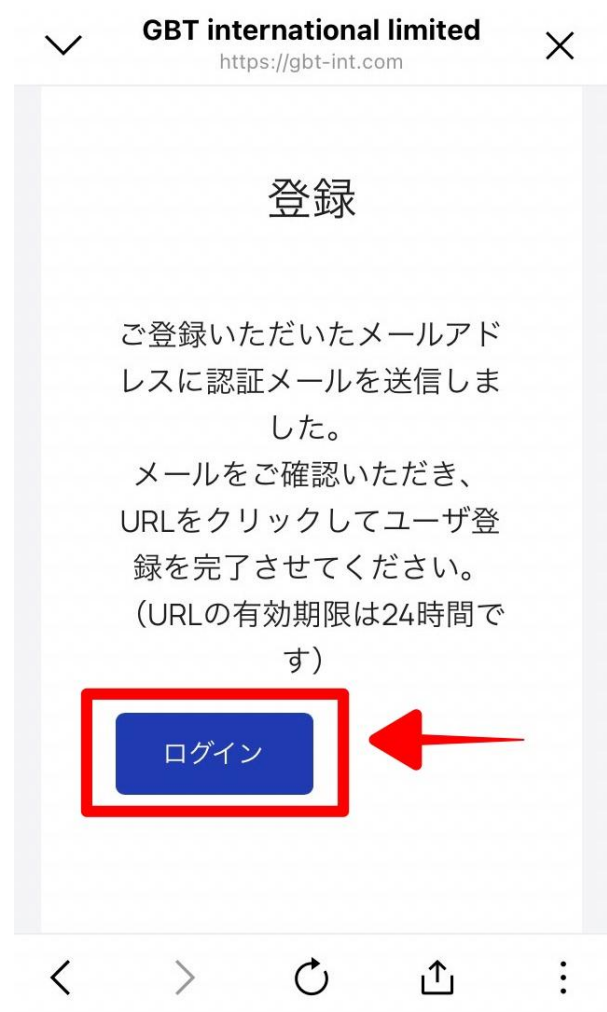 GBT international limited
https://gbt-int.com
登録
ご登録いただいたメールアド
レスに認証メールを送信しま
した。
メールをご確認いただき、
URLをクリックしてユーザ登
録を完了させてください。
（URLの有効期限は24時間で
す）
ログイン